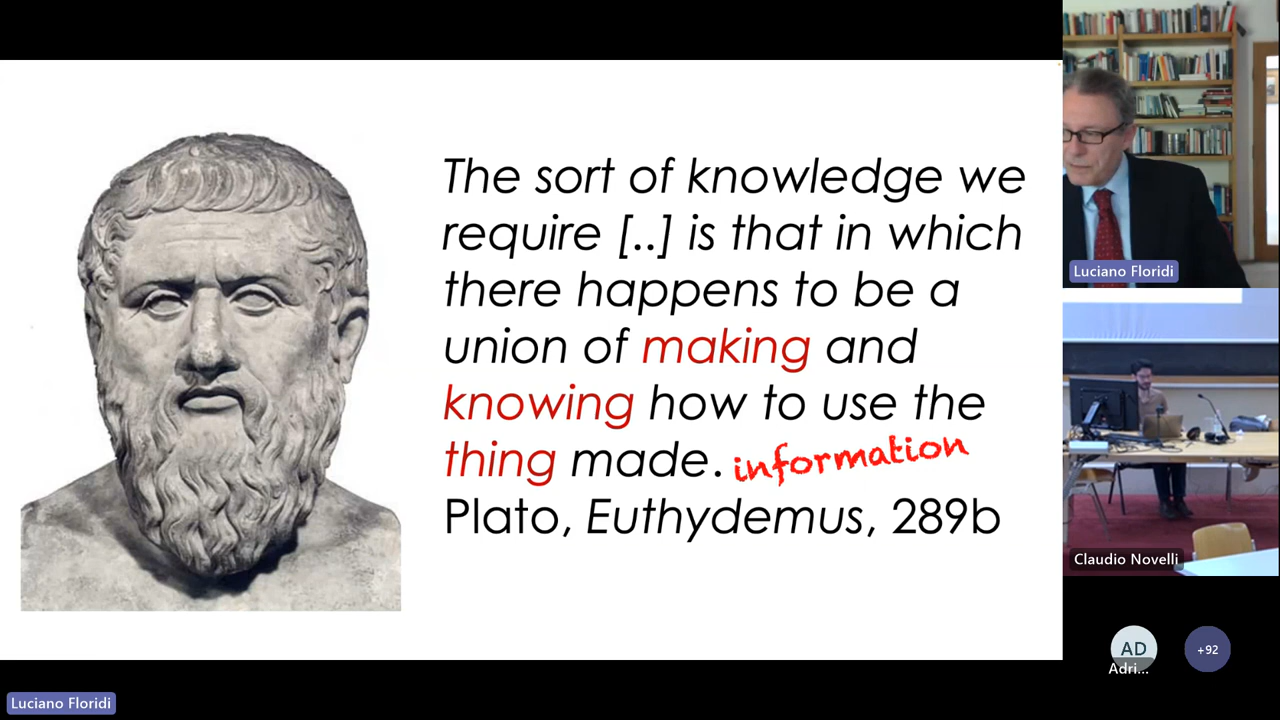 The sort of knowledge we
require [..] is that in which
there happens to be a
union of making and
knowing how to use the
thing made. information
Plato, Euthydemus, 289b
Luciano Floridi
Claudio Novelli
AD
Adri...
+92
Luciano Floridi